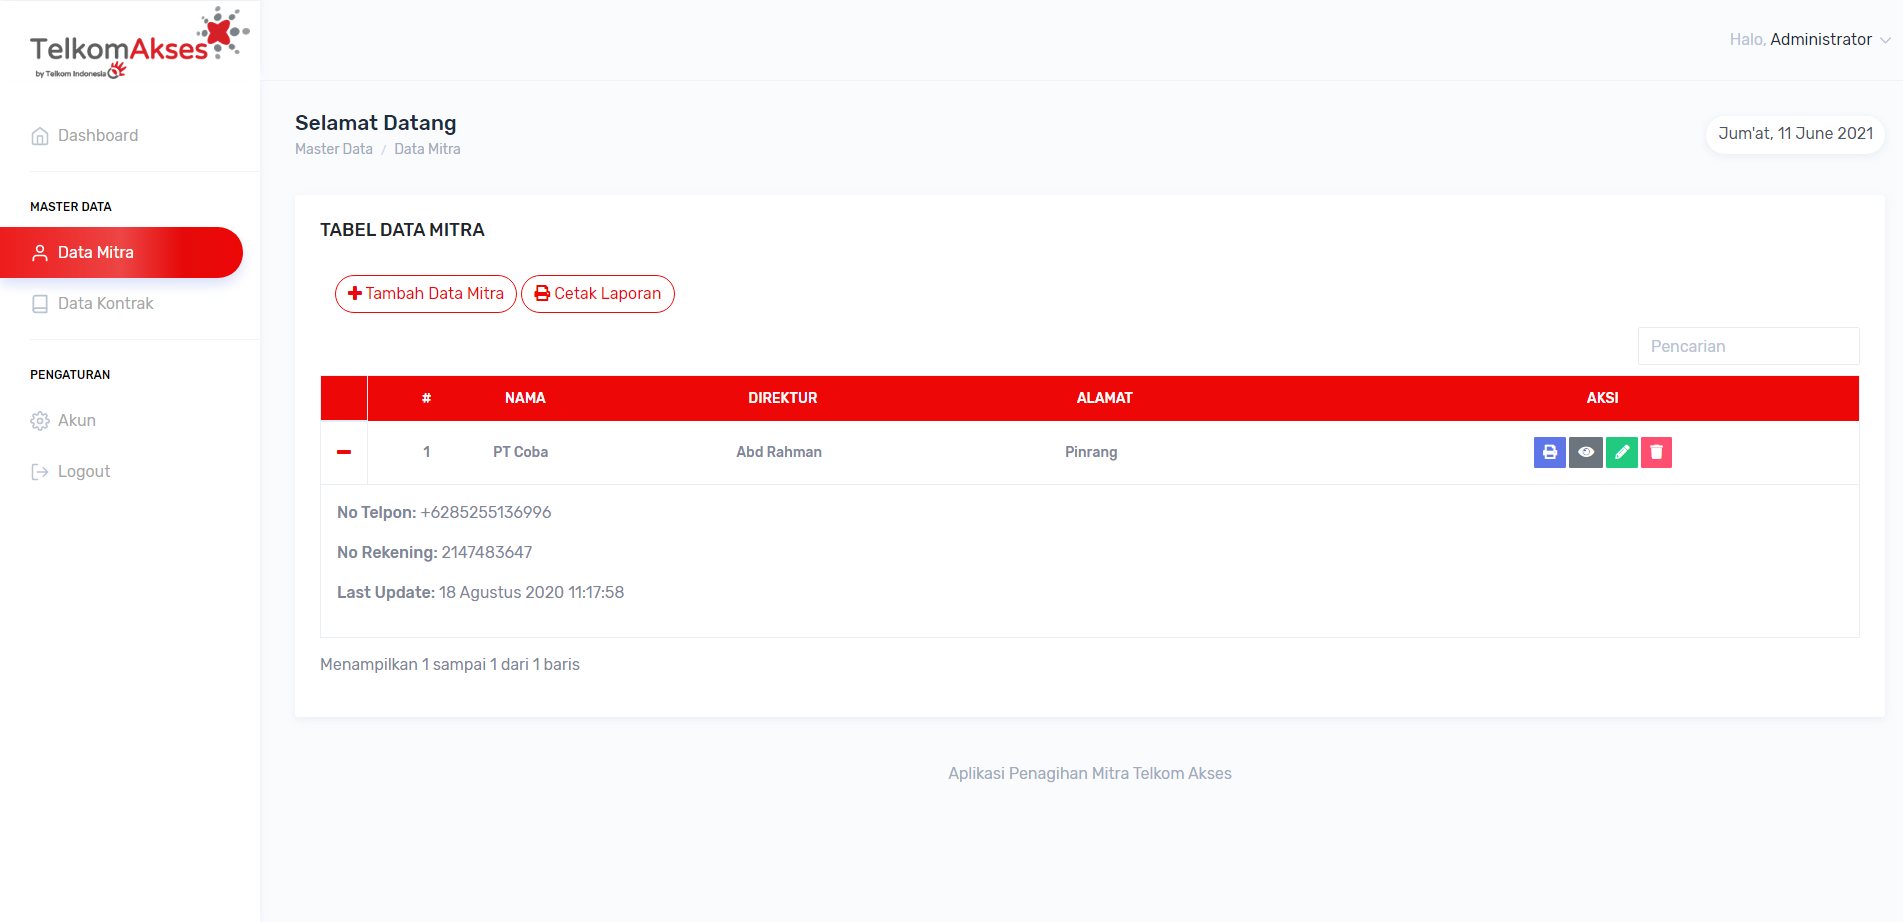 TelkomAkses
by Telkom Indonesia
Halo, Administrator
Dashboard
MASTER DATA
Data Mitra
Data Kontrak
PENGATURAN
Akun
Logout
Selamat Datang
Master Data / Data Mitra
Jum'at, 11 June 2021
TABEL DATA MITRA
Tambah Data Mitra
Cetak Laporan
Pencarian
# NAMA DIREKTUR ALAMAT AKSI
1 PT Coba Abd Rahman Pinrang
No Telpon: +6285255136996
No Rekening: 2147483647
Last Update: 18 Agustus 2020 11:17:58
Menampilkan 1 sampai 1 dari 1 baris
Aplikasi Penagihan Mitra Telkom Akses